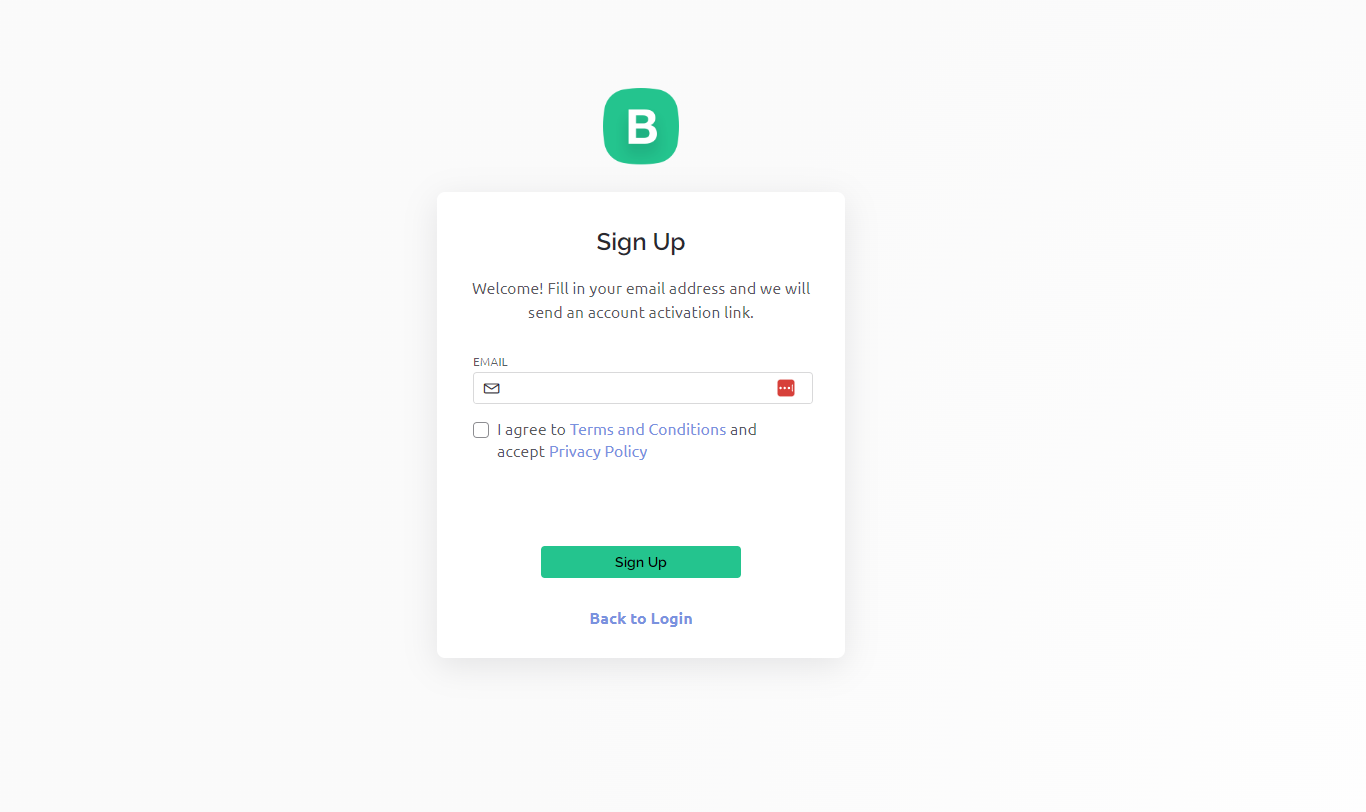 B
Sign Up
Welcome! Fill in your email address and we will
send an account activation link.
EMAIL
I agree to Terms and Conditions and
accept Privacy Policy
Sign Up
Back to Login